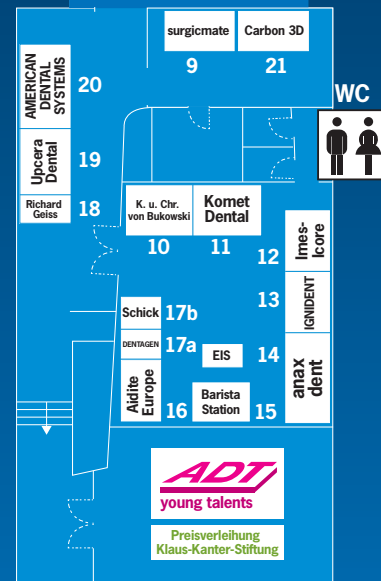 surgicmate
Carbon 3D
9
21
WC
AMERICAN
DENTAL
SYSTEMS
20
Upcera
Dental
19
Richard
Geiss
18
K. u. Chr.
von Bukowski
Komet
Dental
10
11
12
Imes-
Icore
13
IGNIDENT
Schick
17b
DENTAGEN
17a
EIS
14
anax
dent
Aidite
Europe
16
Barista
Station
15
ADT
young talents
Preisverleihung
Klaus-Kanter-Stiftung